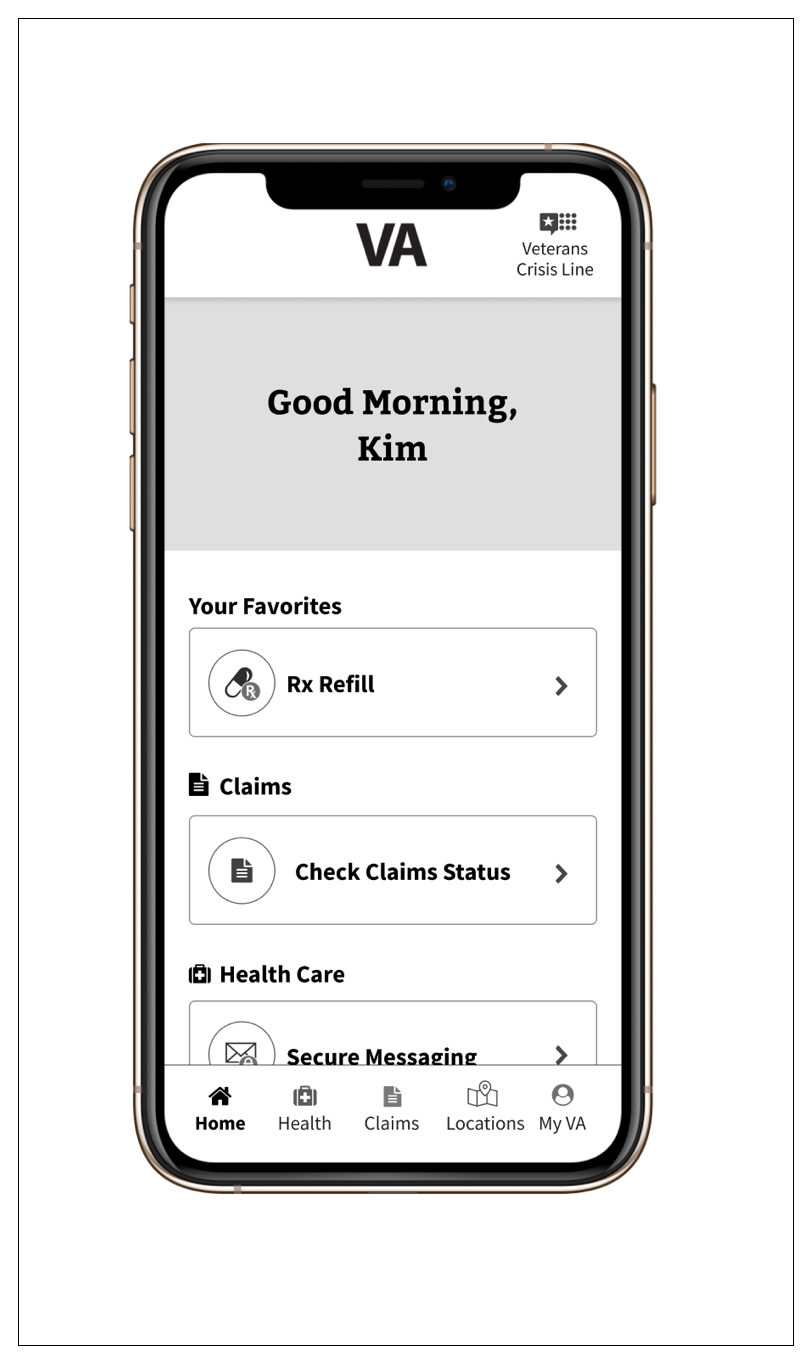 VA
Veterans
Crisis Line
Good Morning,
Kim
Your Favorites
Rx Refill
Claims
Check Claims Status
Health Care
Secure Messaging
Home
Health
Claims
Locations
My VA